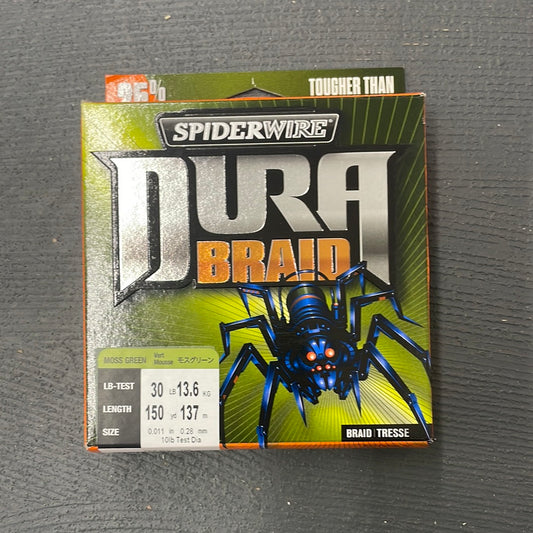 TOUGHER THAN
SPIDERWIRE®
DURA
BRAID
MOSS GREEN Vert Mousse モスグリーン
LB-TEST 30 LB 13.6 KG
LENGTH 150 yd 137 m
SIZE 0.011 in 0.28 mm
10lb Test Dia
BRAID | TRESSE